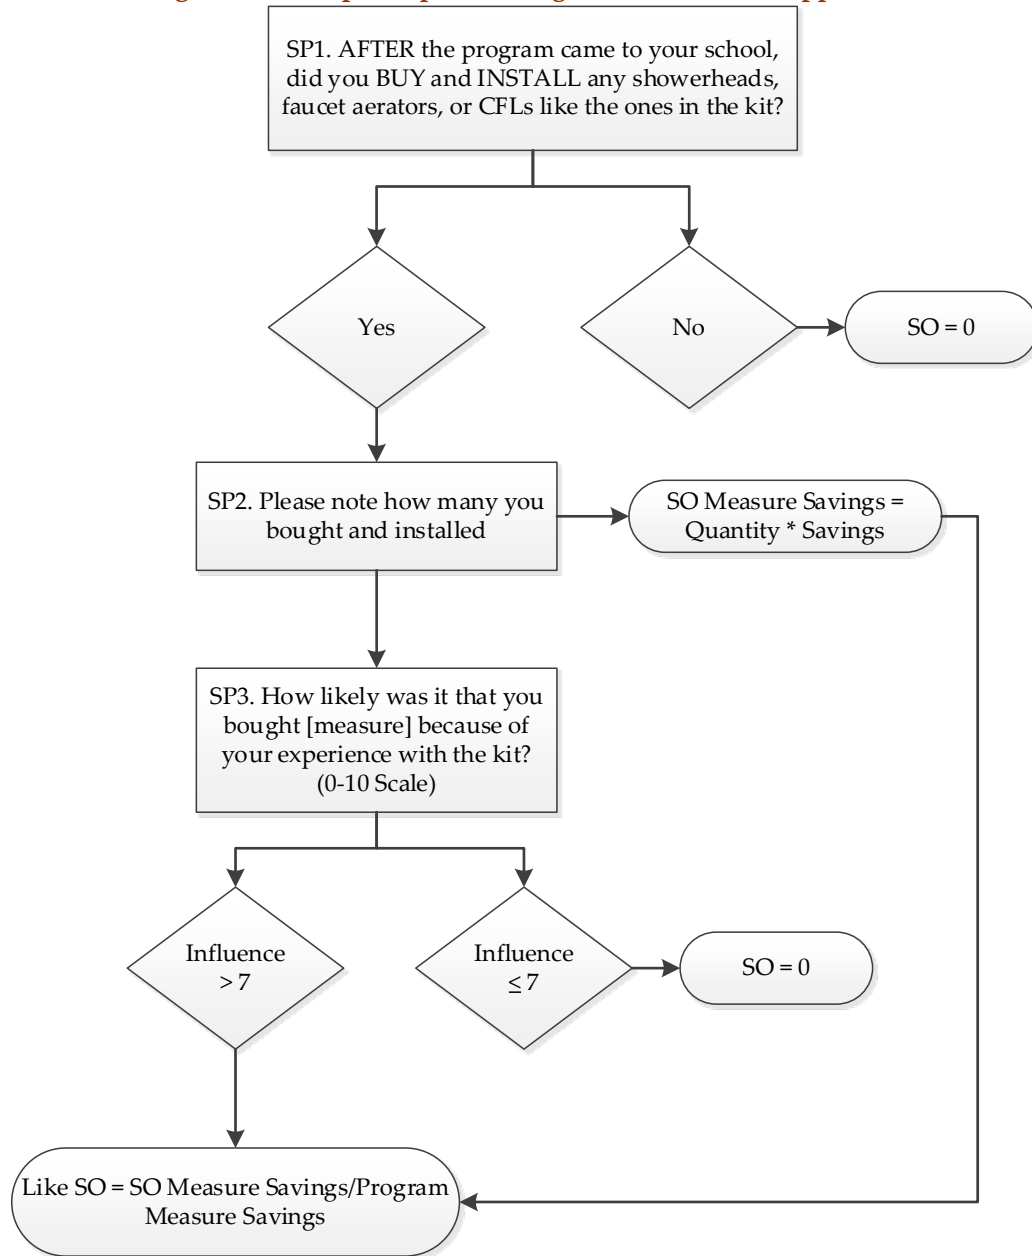 SP1. AFTER the program came to your school,
did you BUY and INSTALL any showerheads,
faucet aerators, or CFLs like the ones in the kit?
Yes
No
SO = 0
SP2. Please note how many you
bought and installed
SO Measure Savings =
Quantity * Savings
SP3. How likely was it that you
bought [measure] because of
your experience with the kit?
(0-10 Scale)
Influence
> 7
Influence
≤ 7
SO = 0
Like SO = SO Measure Savings/Program
Measure Savings